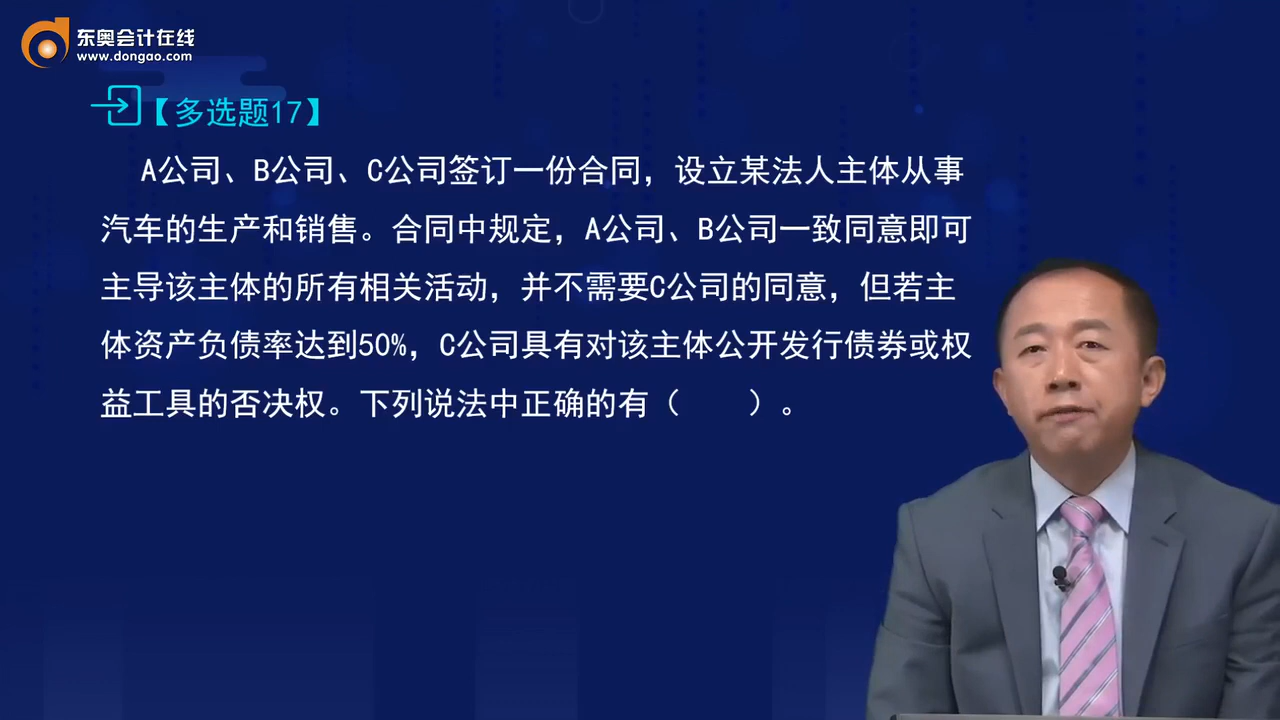 东奥会计在线
www.dongao.com
【多选题17】
A公司、B公司、C公司签订一份合同，设立某法人主体从事
汽车的生产和销售。合同中规定，A公司、B公司一致同意即可
主导该主体的所有相关活动，并不需要C公司的同意，但若主
体资产负债率达到50%，C公司具有对该主体公开发行债券或权
益工具的否决权。下列说法中正确的有（　　）。